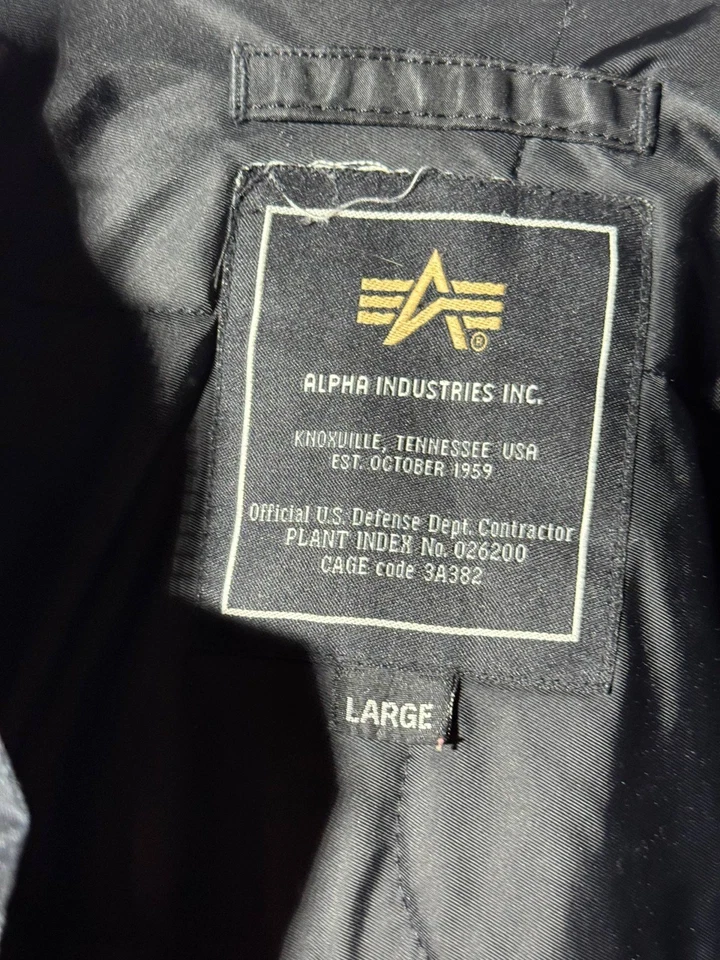 ®
ALPHA INDUSTRIES INC.
KNOXVILLE, TENNESSEE USA
EST. OCTOBER 1959
Official U.S. Defense Dept. Contractor
PLANT INDEX No. 026200
CAGE code 3A382
LARGE